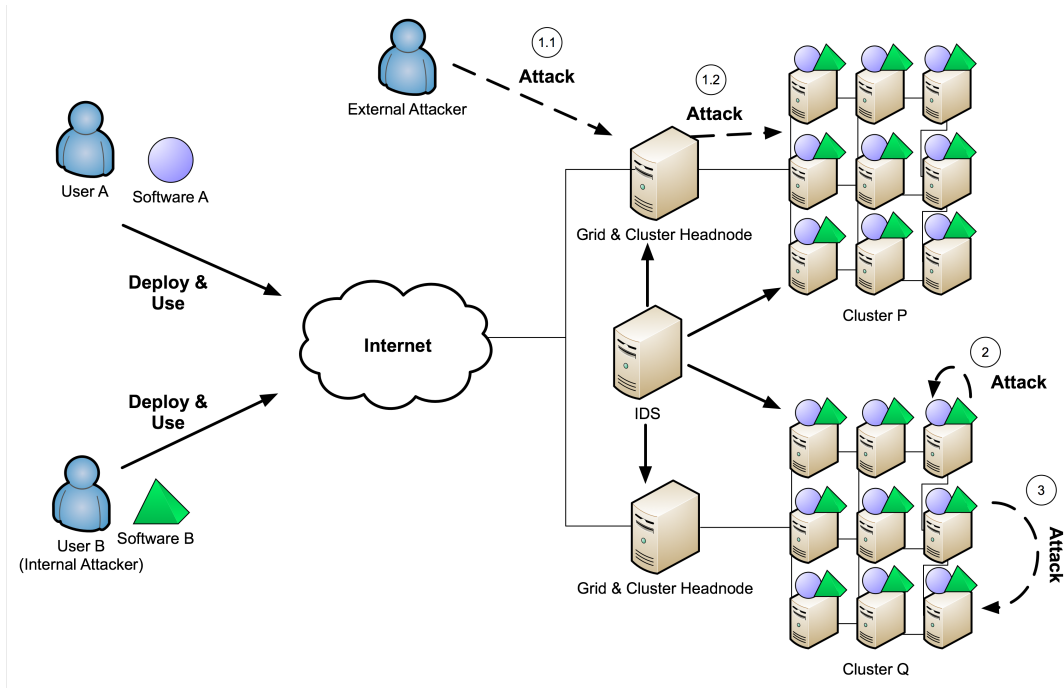 1.1
Attack
External Attacker
1.2
Attack
User A
Software A
Grid & Cluster Headnode
Deploy &
Use
Cluster P
Internet
2
Attack
IDS
Deploy &
Use
3
Attack
User B
(Internal Attacker)
Software B
Grid & Cluster Headnode
Cluster Q